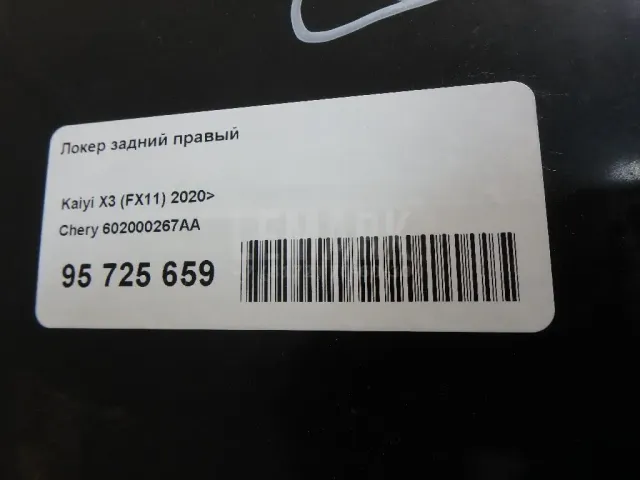 Локер задний правый
Kaiyi X3 (FX11) 2020>
Chery 602000267AA
95 725 659